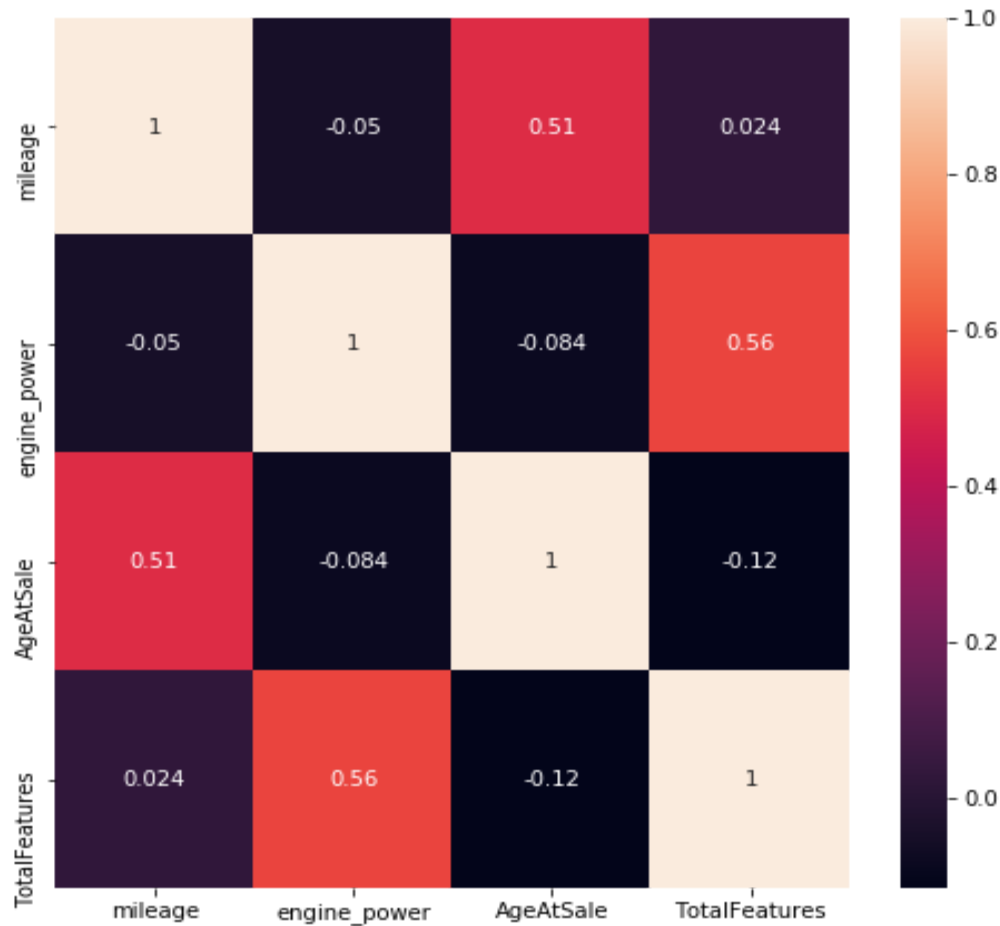 1.0
mileage
1 -0.05 0.51 0.024
0.8
engine_power
-0.05 1 -0.084 0.56
0.6
0.4
AgeAtSale
0.51 -0.084 1 -0.12
0.2
TotalFeatures
0.024 0.56 -0.12 1
0.0
mileage engine_power AgeAtSale TotalFeatures